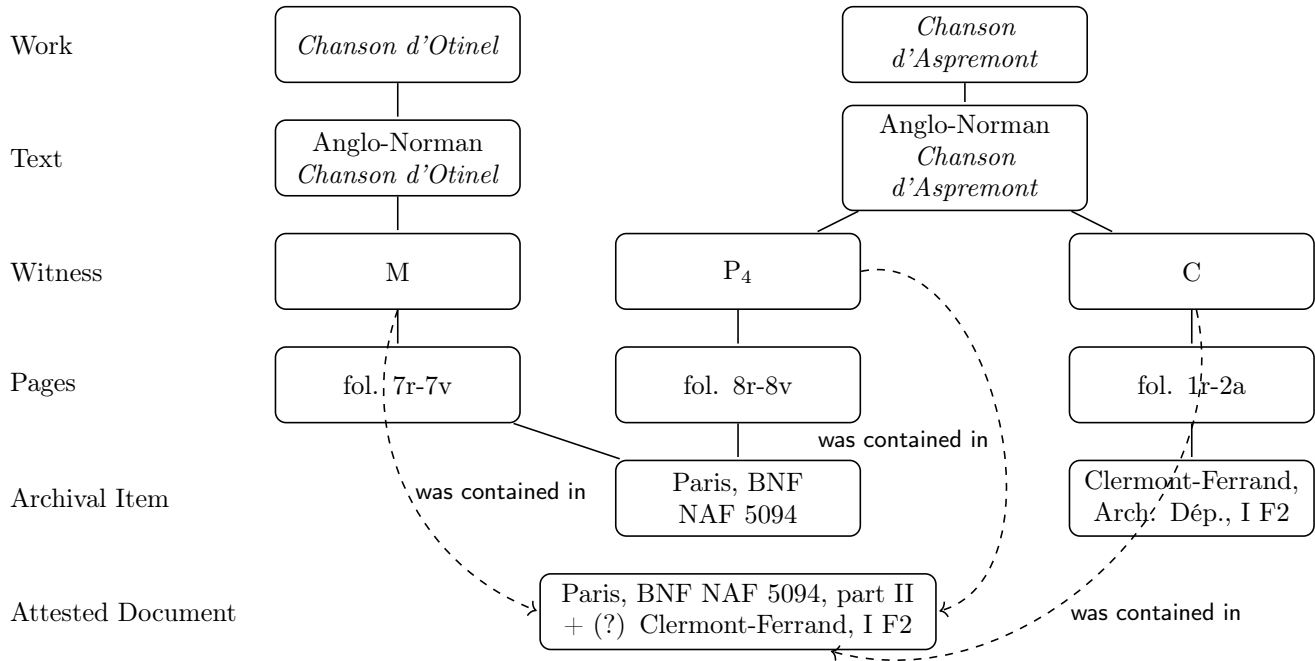 Work
Chanson d'Otinel
Chanson
d'Aspremont
Text
Anglo-Norman
Chanson d'Otinel
Anglo-Norman
Chanson
d'Aspremont
Witness
M
P₄
C
Pages
fol. 7r-7v
fol. 8r-8v
fol. 1r-2a
was contained in
Archival Item
was contained in
Paris, BNF
NAF 5094
Clermont-Ferrand,
Arch. Dép., I F2
Attested Document
Paris, BNF NAF 5094, part II
+ (?) Clermont-Ferrand, I F2
was contained in